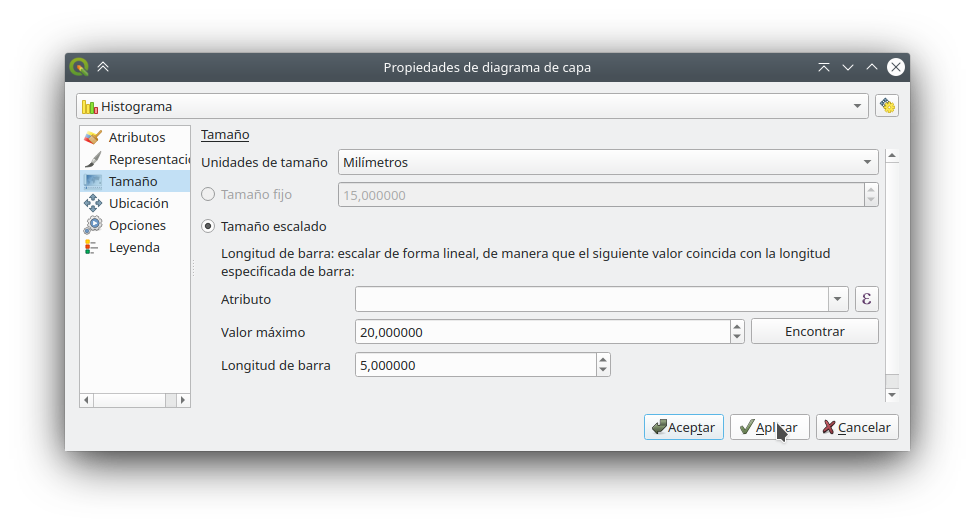 Propiedades de diagrama de capa
Histograma
Atributos
Representació
Tamaño
Ubicación
Opciones
Leyenda
Tamaño
Unidades de tamaño
Milímetros
Tamaño fijo
15,000000
Tamaño escalado
Longitud de barra: escalar de forma lineal, de manera que el siguiente valor coincida con la longitud
especificada de barra:
Atributo
ε
Valor máximo
20,000000
Encontrar
Longitud de barra
5,000000
Aceptar
Aplicar
Cancelar